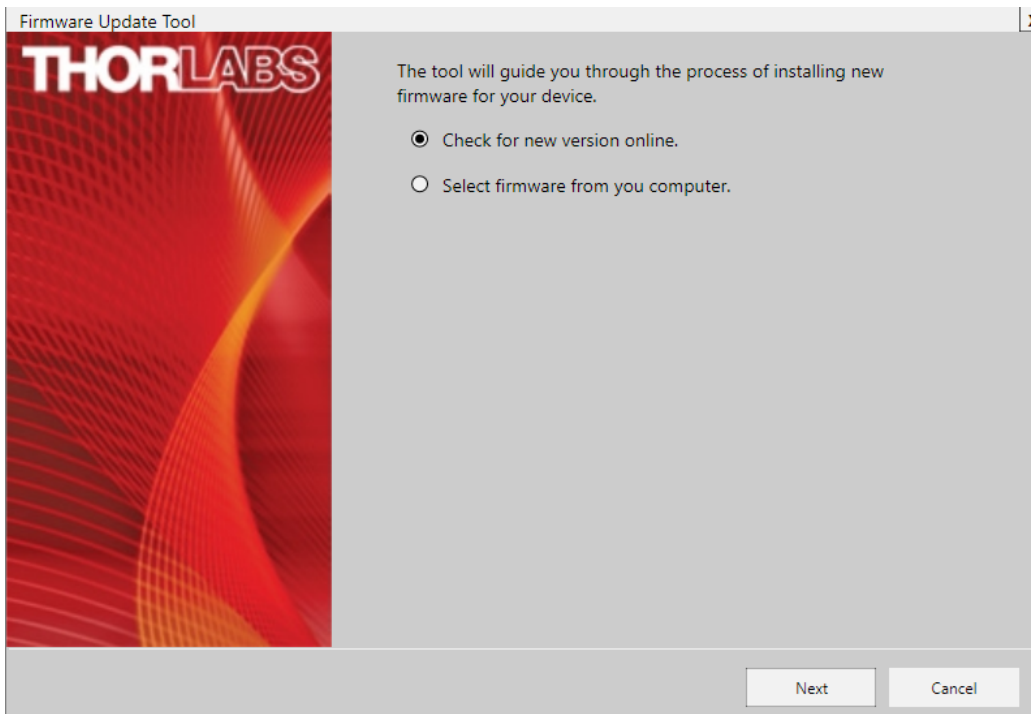 Firmware Update Tool
THORLABS
The tool will guide you through the process of installing new
firmware for your device.
Check for new version online.
Select firmware from you computer.
Next
Cancel